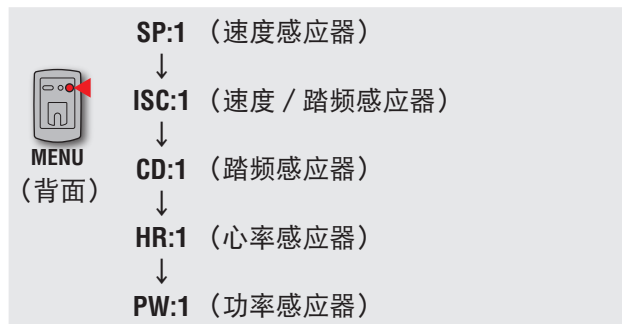 SP:1 （速度感应器）
↓
ISC:1 （速度 / 踏频感应器）
↓
MENU
（背面）
CD:1 （踏频感应器）
↓
HR:1 （心率感应器）
↓
PW:1 （功率感应器）